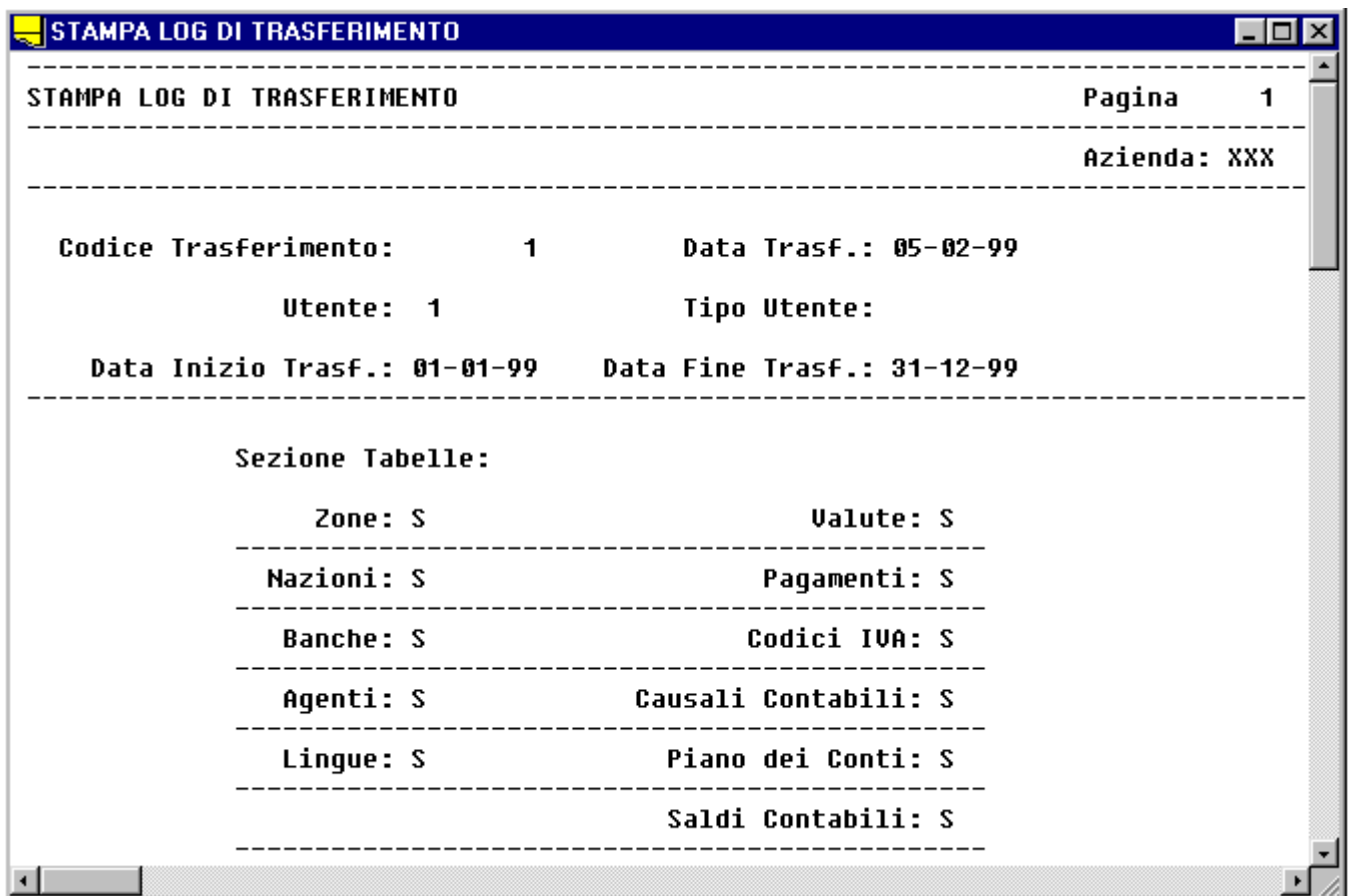 STAMPA LOG DI TRASFERIMENTO
STAMPA LOG DI TRASFERIMENTO Pagina 1
Azienda: XXX
Codice Trasferimento: 1 Data Trasf.: 05-02-99
Utente: 1 Tipo Utente:
Data Inizio Trasf.: 01-01-99 Data Fine Trasf.: 31-12-99
Sezione Tabelle:
Zone: S Valute: S
Nazioni: S Pagamenti: S
Banche: S Codici IVA: S
Agenti: S Causali Contabili: S
Lingue: S Piano dei Conti: S
Saldi Contabili: S